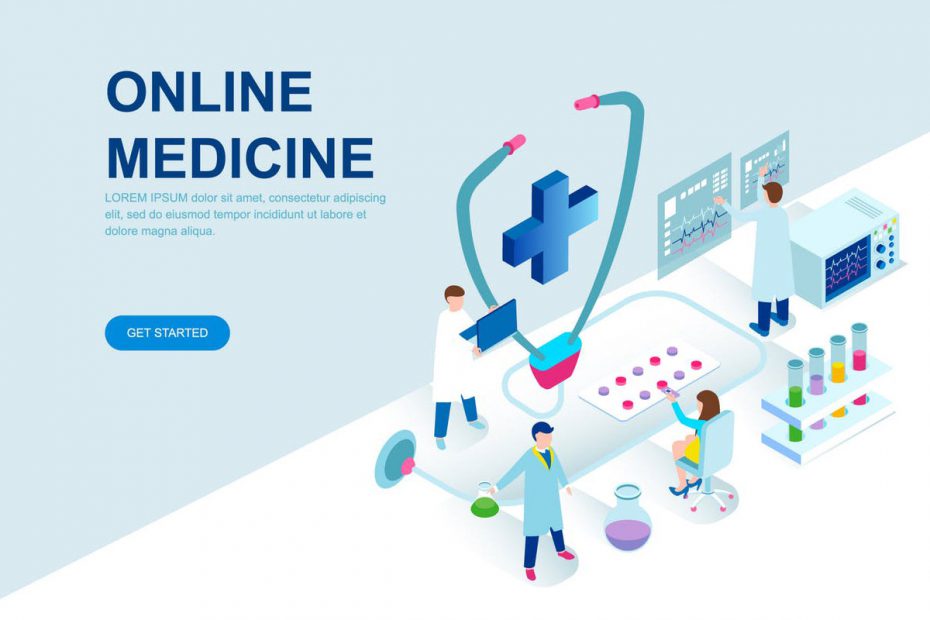 ONLINE
MEDICINE
LOREM IPSUM dolor sit amet, consectetur adipiscing
elit, sed do eiusmod tempor incididunt ut labore et
dolore magna aliqua.
GET STARTED